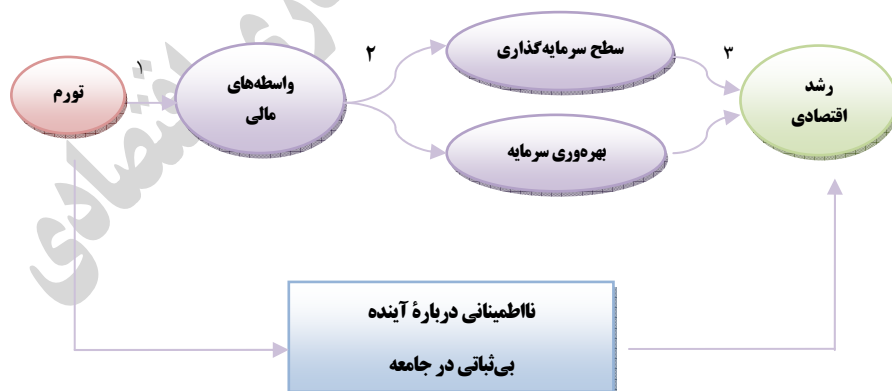 تورم
۱
واسطه‌های
مالی
۲
سطح سرمایه‌گذاری
بهره‌وری سرمایه
۳
رشد
اقتصادی
نااطمینانی دربارهٔ آینده
بی‌ثباتی در جامعه
اقتصادی